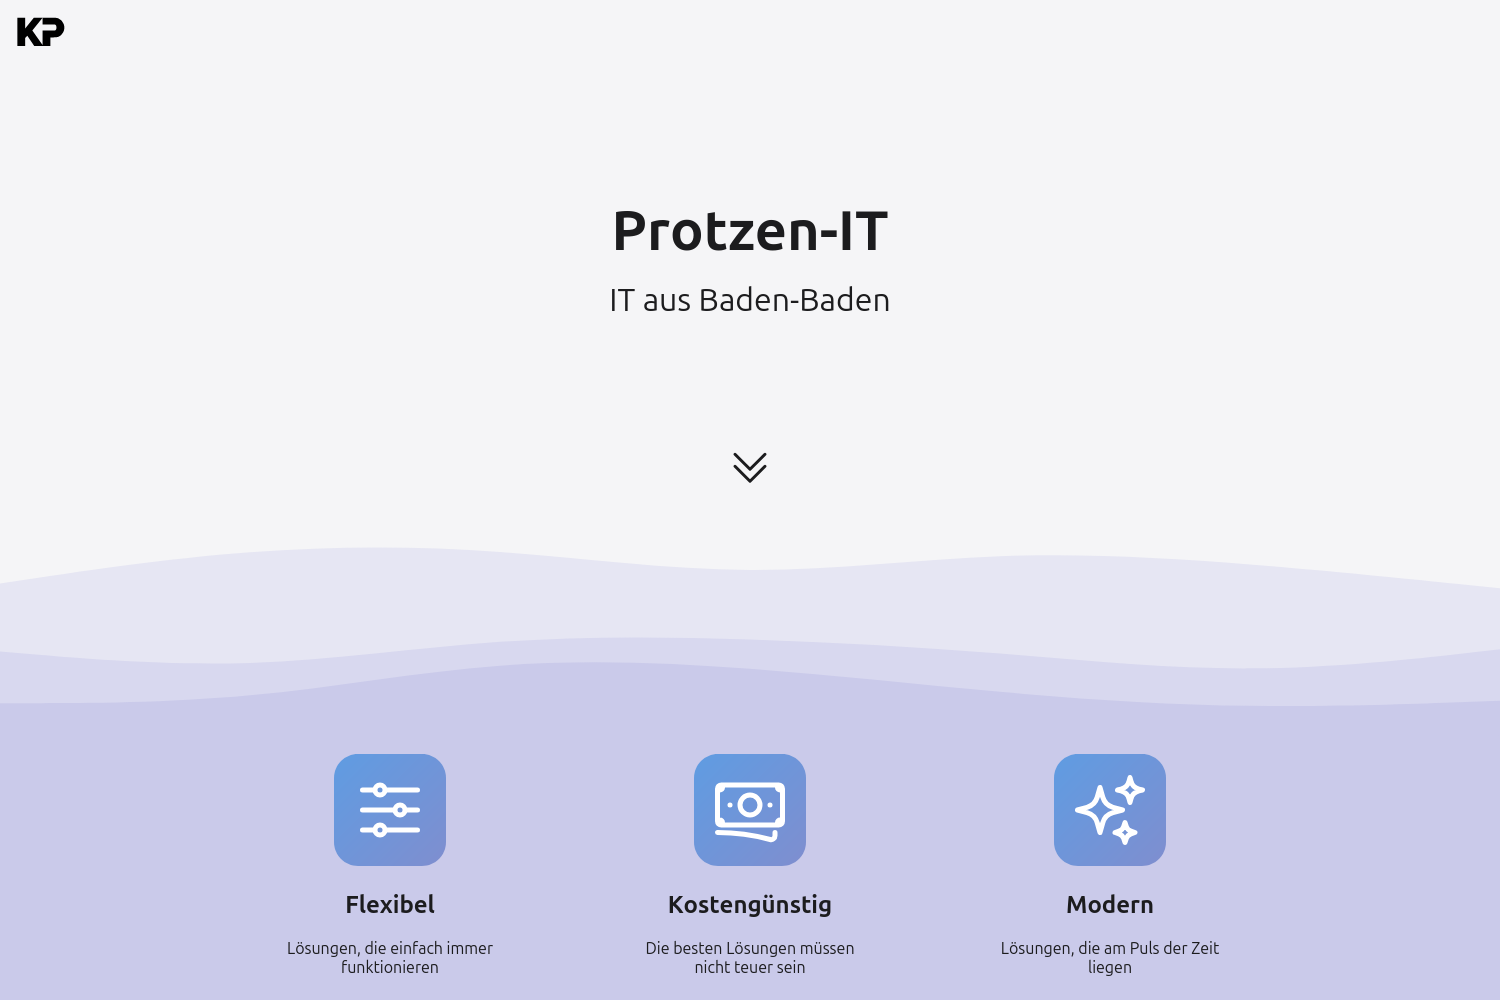 KP
Protzen-IT
IT aus Baden-Baden
Flexibel
Lösungen, die einfach immer
funktionieren
Kostengünstig
Die besten Lösungen müssen
nicht teuer sein
Modern
Lösungen, die am Puls der Zeit
liegen